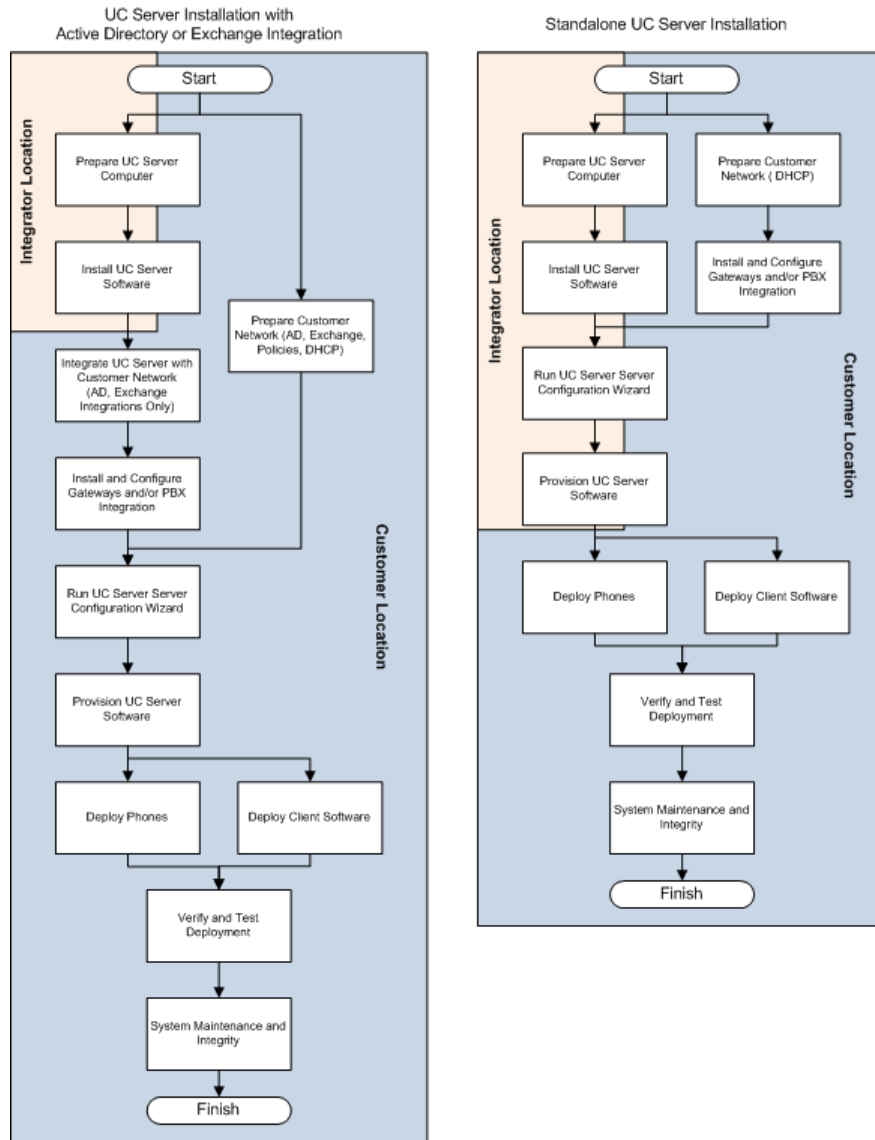 UC Server Installation with
Active Directory or Exchange Integration
Start
Integrator Location
Prepare UC Server
Computer
Install UC Server
Software
Prepare Customer
Network (AD, Exchange,
Policies, DHCP)
Integrate UC Server with
Customer Network
(AD, Exchange
Integrations Only)
Install and Configure
Gateways and/or PBX
Integration
Customer Location
Run UC Server Server
Configuration Wizard
Provision UC Server
Software
Deploy Phones
Deploy Client Software
Verify and Test
Deployment
System Maintenance and
Integrity
Finish
Standalone UC Server Installation
Start
Integrator Location
Prepare UC Server
Computer
Prepare Customer
Network ( DHCP)
Install UC Server
Software
Install and Configure
Gateways and/or PBX
Integration
Customer Location
Run UC Server Server
Configuration Wizard
Provision UC Server
Software
Deploy Phones
Deploy Client Software
Verify and Test
Deployment
System Maintenance and
Integrity
Finish